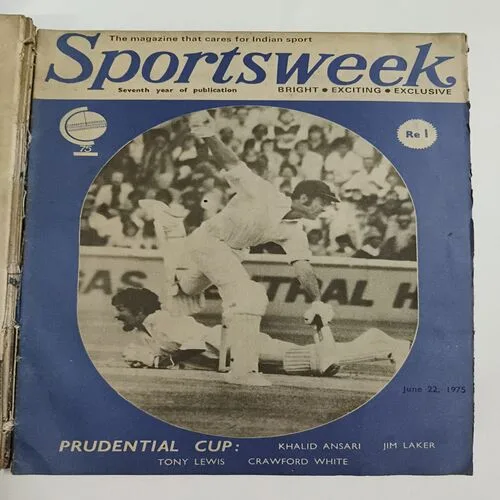 The magazine that cares for Indian sport
Sportsweek
Seventh year of publication
BRIGHT • EXCITING • EXCLUSIVE
75
Re 1
GAS
TRAL H
June 22, 1975
PRUDENTIAL CUP: KHALID ANSARI JIM LAKER
TONY LEWIS CRAWFORD WHITE